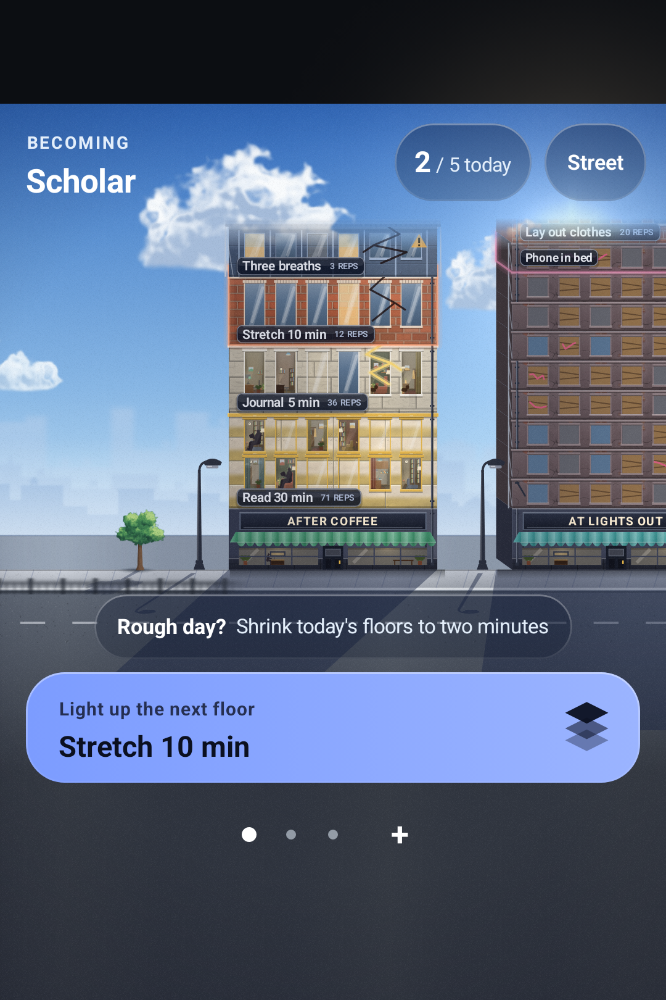 BECOMING
Scholar
2 / 5 today
Street
Three breaths 3 REPS
Stretch 10 min 12 REPS
Journal 5 min 36 REPS
Read 30 min 71 REPS
AFTER COFFEE
Lay out clothes 20 REPS
Phone in bed
AT LIGHTS OUT
Rough day? Shrink today's floors to two minutes
Light up the next floor
Stretch 10 min
+